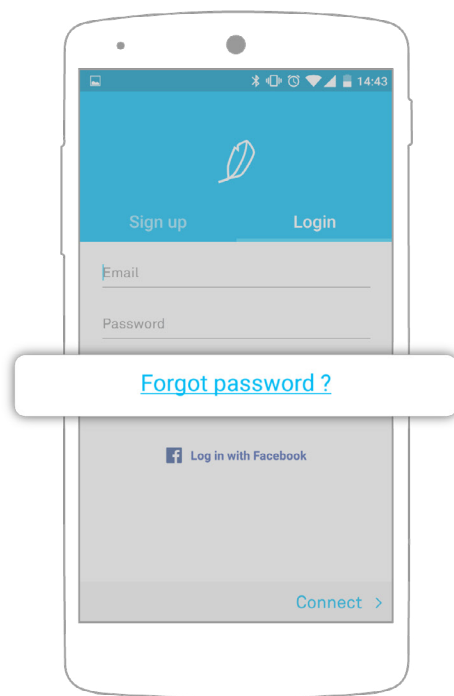 14:43
Sign up Login
Email
Password
Forgot password ?
Log in with Facebook
Connect >